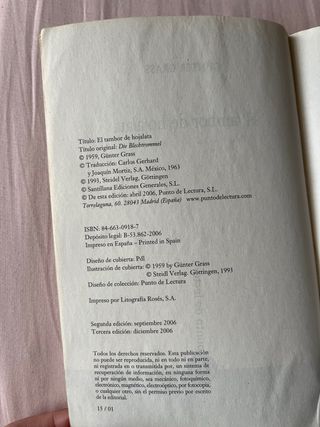 Título: El tambor de hojalata
Título original: Die Blechtrommel
© 1959, Günter Grass
© Traducción: Carlos Gerhard
y Joaquín Mortiz, S.A. México, 1963
© 1993, Steidl Verlag, Göttingen
© Santillana Ediciones Generales, S.L.
© De esta edición: abril 2006, Punto de Lectura, S.L.
Torrelaguna, 60. 28043 Madrid (España) www.puntodelectura.com
ISBN: 84-663-0918-7
Depósito legal: B-53.862-2006
Impreso en España – Printed in Spain
Diseño de cubierta: Pdl
Ilustración de cubierta: © 1959 by Günter Grass
© Steidl Verlag. Göttingen, 1993
Diseño de colección: Punto de Lectura
Impreso por Litografía Rosés, S.A.
Segunda edición: septiembre 2006
Tercera edición: diciembre 2006
Todos los derechos reservados. Esta publicación
no puede ser reproducida, ni en todo ni en parte,
ni registrada en o transmitida por, un sistema de
recuperación de información, en ninguna forma
ni por ningún medio, sea mecánico, fotoquímico,
electrónico, magnético, electroóptico, por fotocopia,
o cualquier otro, sin el permiso previo por escrito
de la editorial.
15 / 01